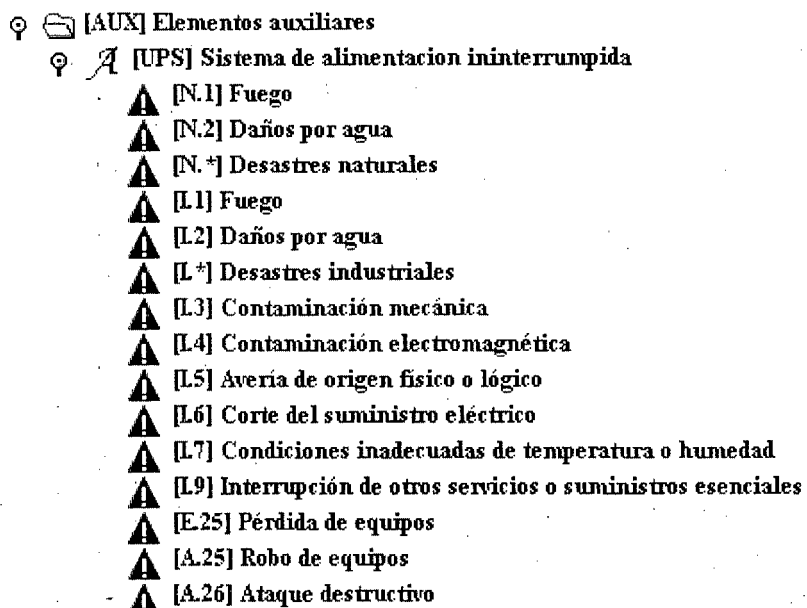 [AUX] Elementos auxiliares
[UPS] Sistema de alimentacion ininterrumpida
[N.1] Fuego
[N.2] Daños por agua
[N.*] Desastres naturales
[I.1] Fuego
[I.2] Daños por agua
[I.*] Desastres industriales
[I.3] Contaminación mecánica
[I.4] Contaminación electromagnética
[I.5] Avería de origen físico o lógico
[I.6] Corte del suministro eléctrico
[I.7] Condiciones inadecuadas de temperatura o humedad
[I.9] Interrupción de otros servicios o suministros esenciales
[E.25] Pérdida de equipos
[A.25] Robo de equipos
[A.26] Ataque destructivo